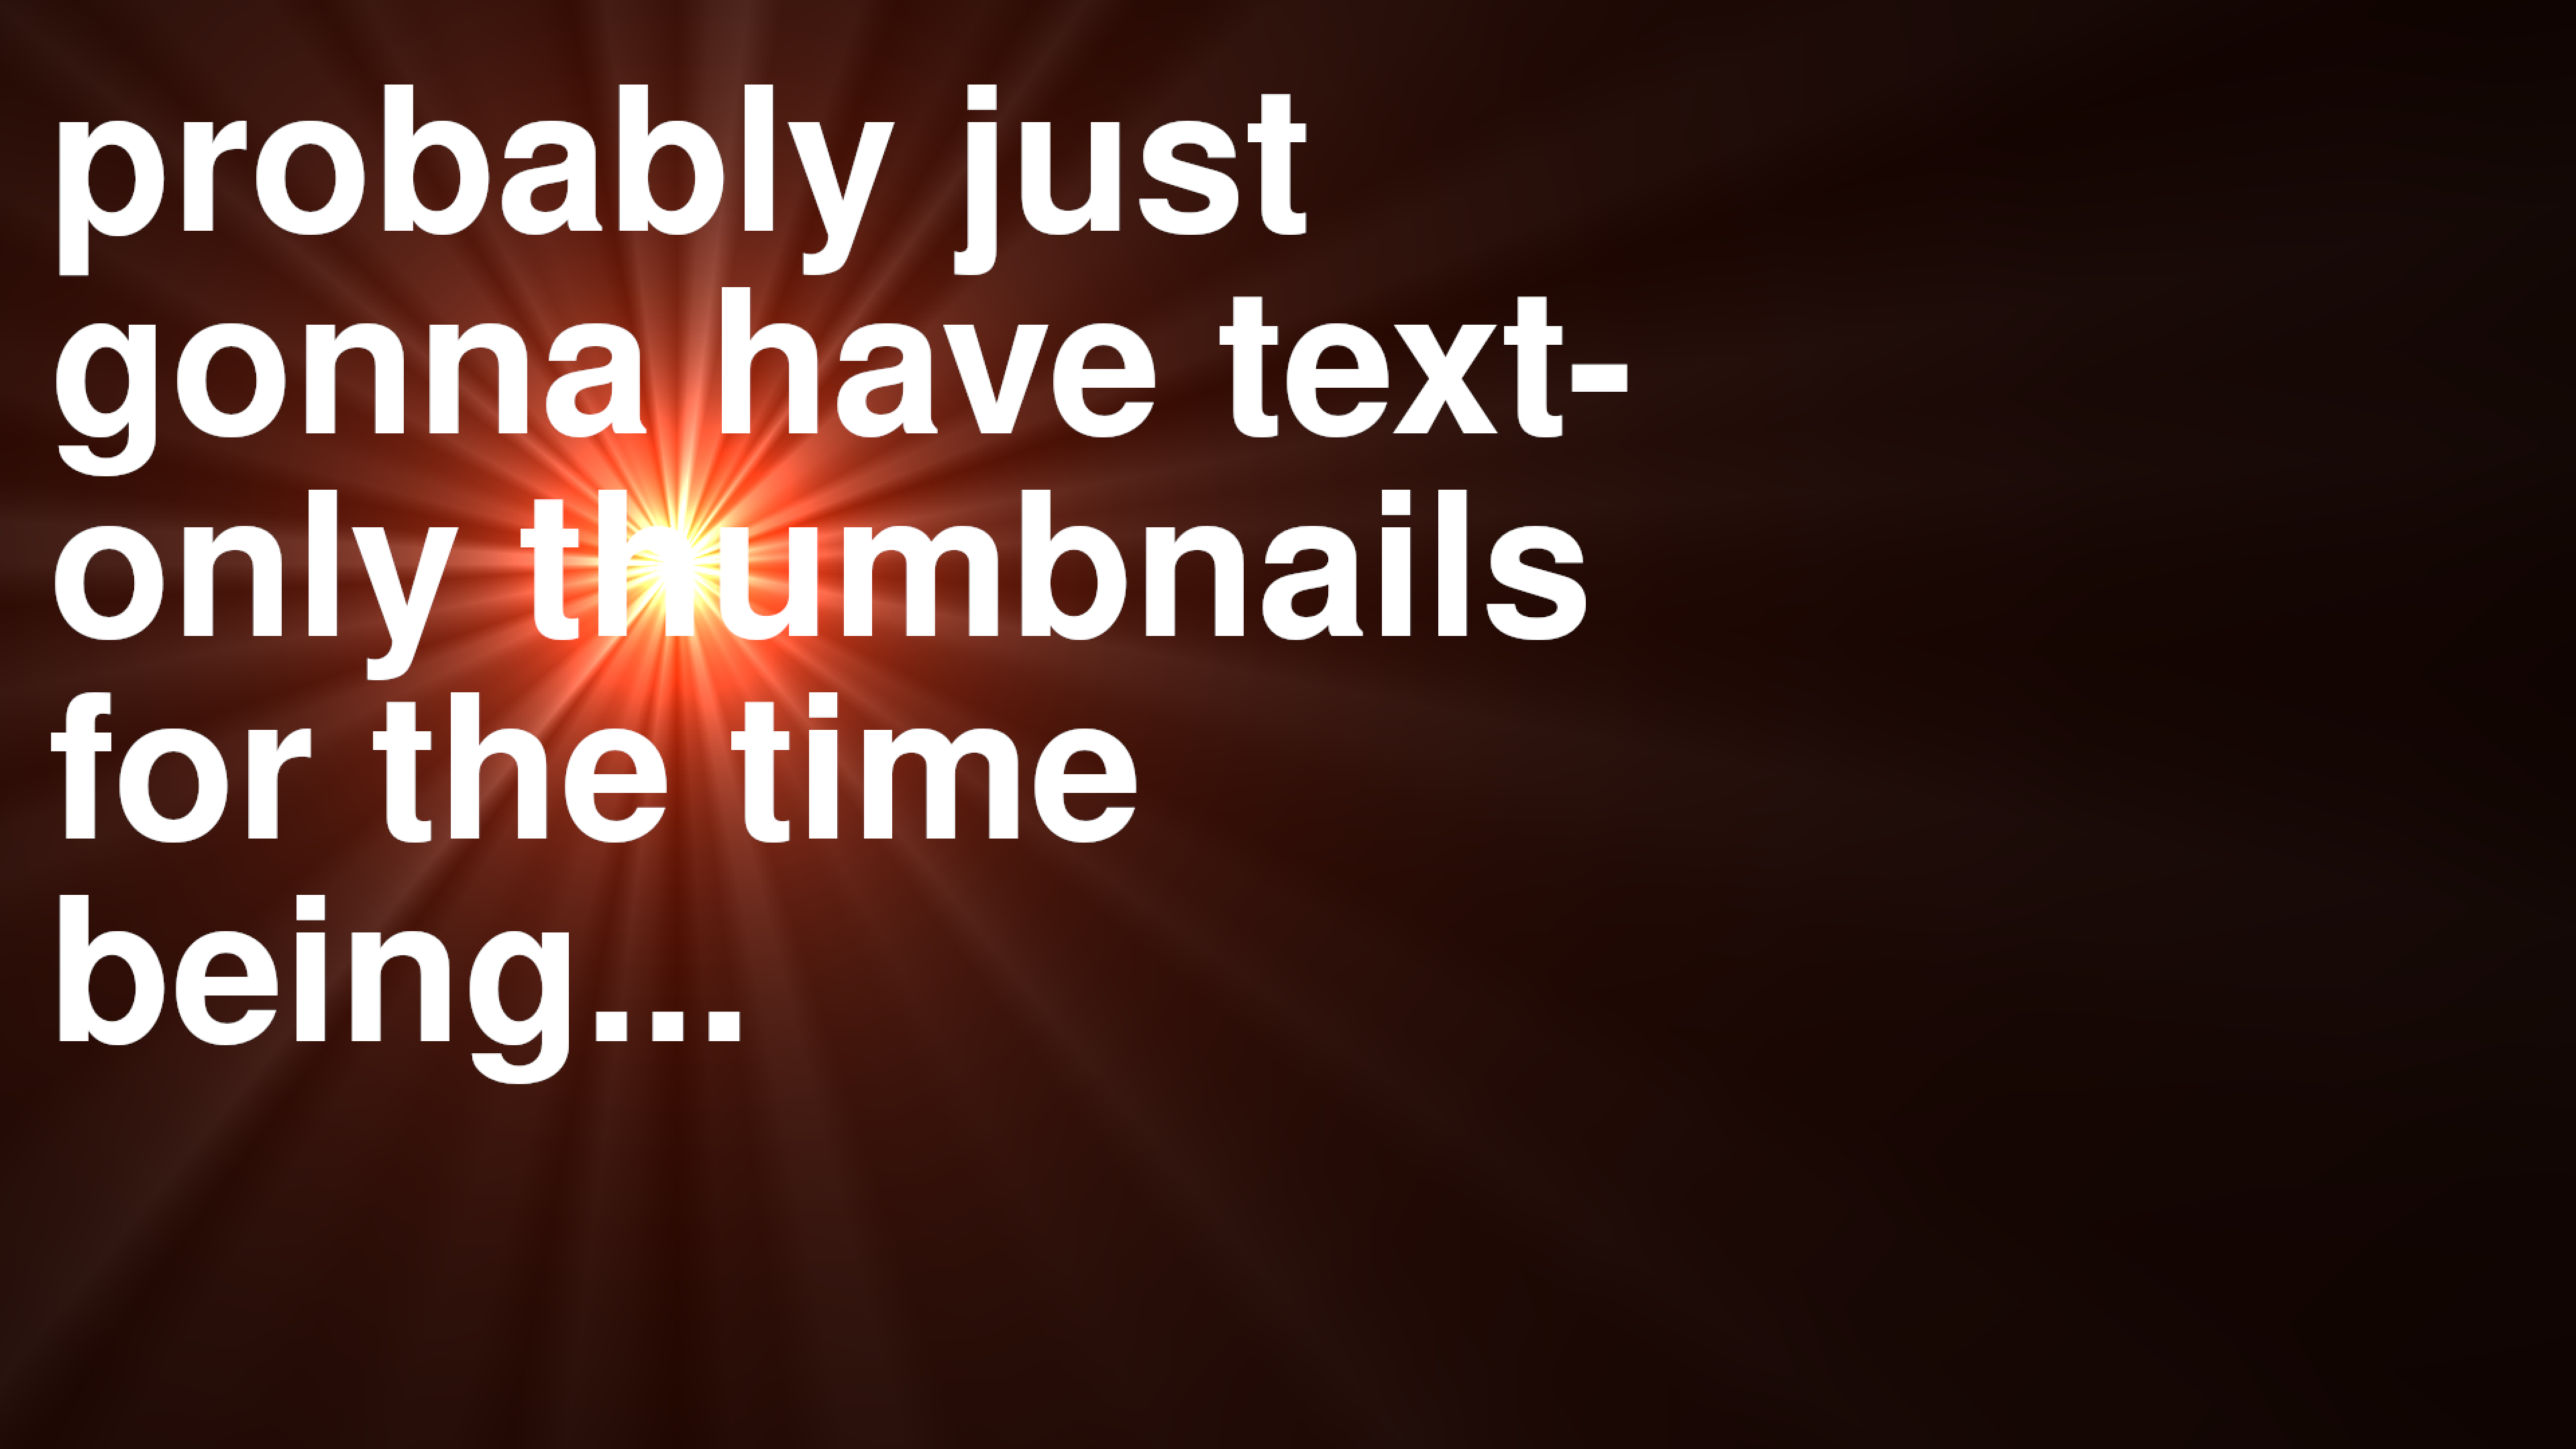 probably just
gonna have text-
only thumbnails
for the time
being...